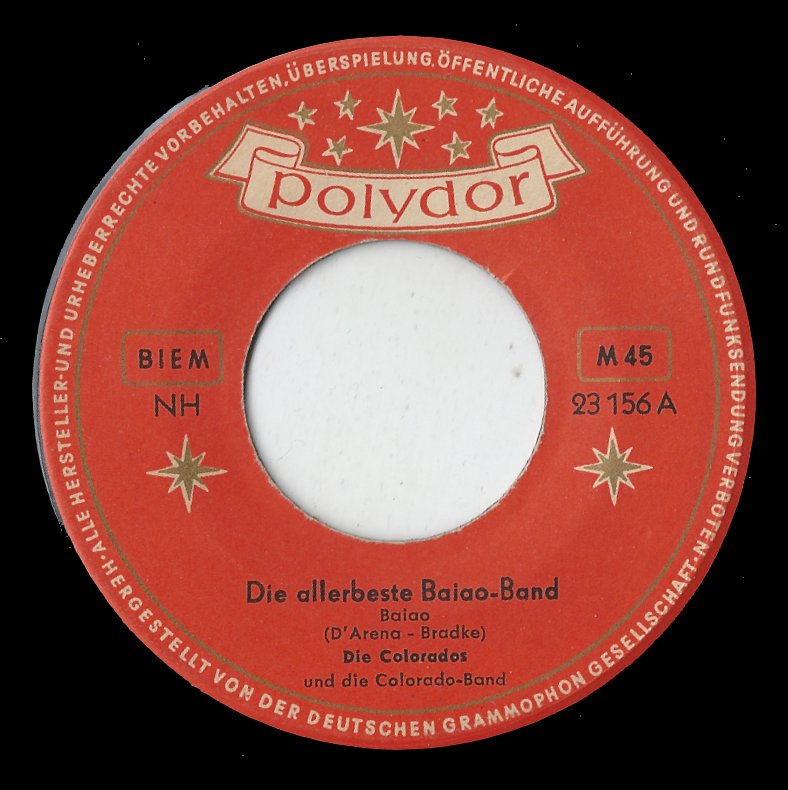 ALLE HERSTELLER-UND URHEBERRECHTE VORBEHALTEN, ÜBERSPIELUNG. ÖFFENTLICHE AUFFÜHRUNG UND RUNDFUNKSENDUNG VERBOTEN·
polydor
BIEM
M 45
NH
23 156 A
Die allerbeste Baiao-Band
Baiao
(D'Arena - Bradke)
Die Colorados
und die Colorado-Band
·HERGESTELLT VON DER DEUTSCHEN GRAMMOPHON GESELLSCHAFT·